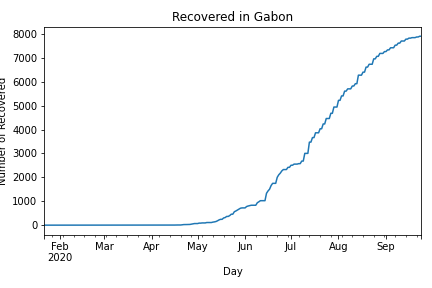 Recovered in Gabon
Number of Recovered
8000
7000
6000
5000
4000
3000
2000
1000
0
Feb Mar Apr May Jun Jul Aug Sep
2020
Day